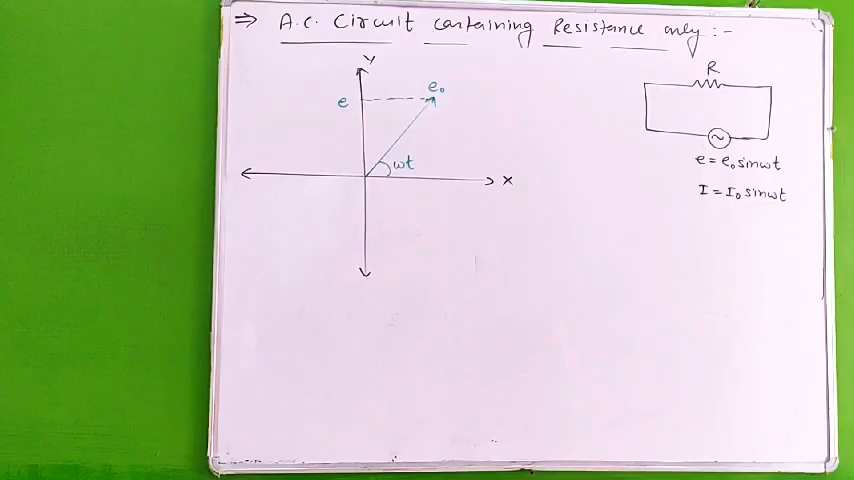 ⇒ A.C. Circuit containing Resistance only :-
Y
R
e₀
e
ωt
e = e₀ sinωt
X
I = I₀ sinωt